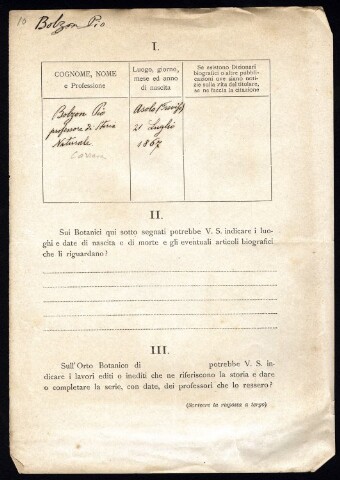 10 Bolzon Pio
I.
COGNOME, NOME
e Professione
Luogo, giorno,
mese ed anno
di nascita
Se esistono Dizionari
biografici o altre pubbli-
cazioni ove siano noti-
zie sulla vita del titolare,
se ne faccia la citazione
Bolzon Pio
professore di Storia
Naturale
Asolo
21 Luglio
1867
II.
Sui Botanici qui sotto segnati potrebbe V. S. indicare i luo-
ghi e date di nascita e di morte e gli eventuali articoli biografici
che li riguardano?
III.
Sull'Orto Botanico di potrebbe V. S. in-
dicare i lavori editi o inediti che ne riferiscono la storia e dare
o completare la serie, con date, dei professori che lo ressero?
(Scrivere la risposta a tergo)